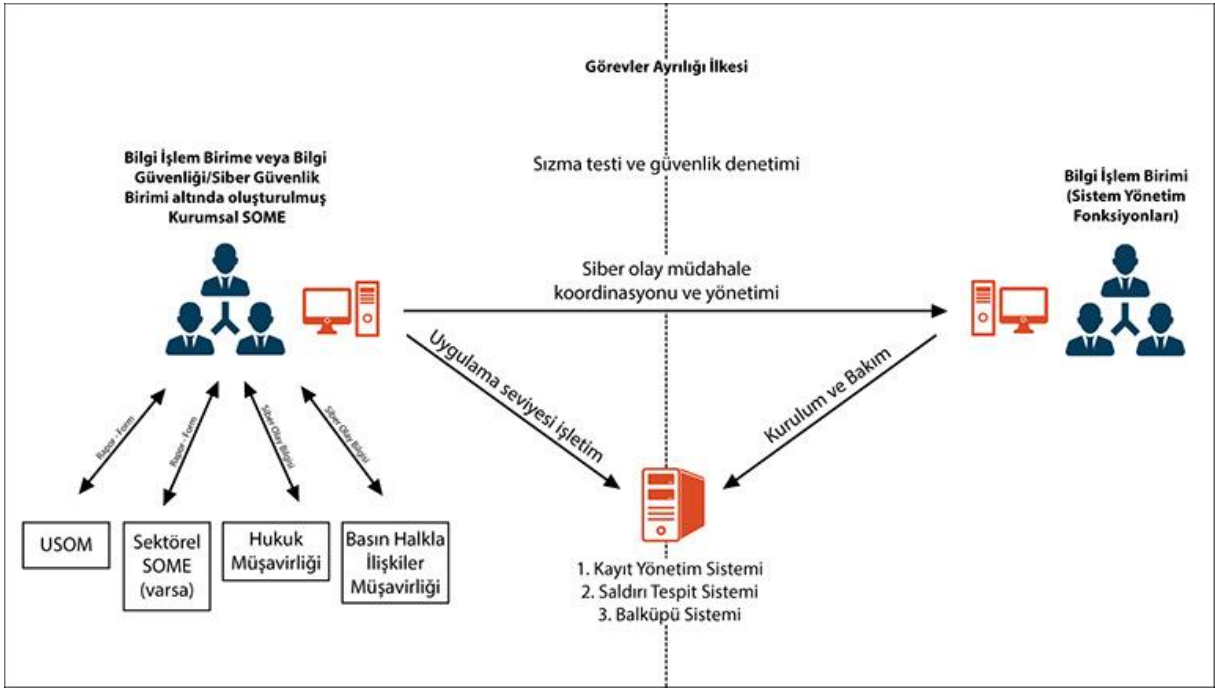 Görevler Ayrılığı İlkesi
Bilgi İşlem Birime veya Bilgi
Güvenliği/Siber Güvenlik
Birimi altında oluşturulmuş
Kurumsal SOME
Sızma testi ve güvenlik denetimi
Bilgi İşlem Birimi
(Sistem Yönetim
Fonksiyonları)
Siber olay müdahale
koordinasyonu ve yönetimi
Uygulama seviyesi işletim
Kurulum ve Bakım
Rapor - Form
Rapor - Form
Siber Olay Bilgisi
Siber Olay Bilgisi
USOM
Sektörel
SOME
(varsa)
Hukuk
Müşavirliği
Basın Halkla
İlişkiler
Müşavirliği
1. Kayıt Yönetim Sistemi
2. Saldırı Tespit Sistemi
3. Balküpü Sistemi